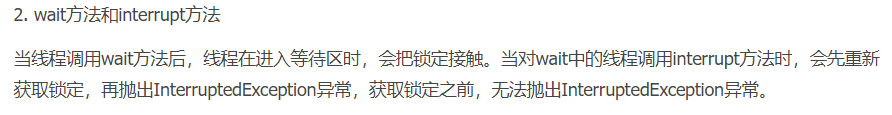 2. wait方法和interrupt方法
当线程调用wait方法后，线程在进入等待区时，会把锁定接触。当对wait中的线程调用interrupt方法时，会先重新
获取锁定，再抛出InterruptedException异常，获取锁定之前，无法抛出InterruptedException异常。